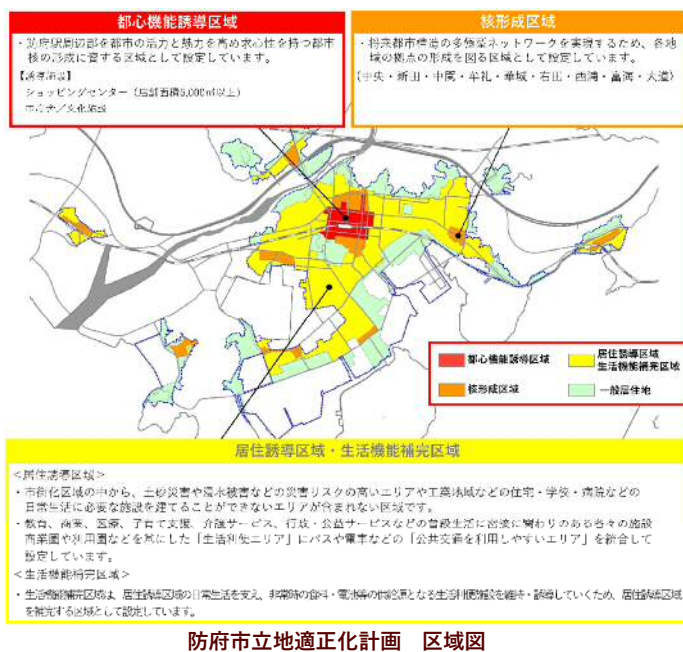 都心機能誘導区域
・防府駅周辺部を都市の活力と魅力を高め求心性を持つ都市
核の形成に資する区域として設定しています。
【誘導施設】
ショッピングセンター（店舗面積5,000㎡以上）
ホテル／文化施設
核形成区域
・将来都市構造の多極型ネットワークを実現するため、各地
域の拠点の形成を図る区域として設定しています。
（中央・新田・中関・牟礼・華城・右田・西浦・富海・大道）
都心機能誘導区域
居住誘導区域
生活機能補完区域
核形成区域
一般居住地
居住誘導区域・生活機能補完区域
＜居住誘導区域＞
・市街化区域の中から、土砂災害や浸水被害などの災害リスクの高いエリアや工業地域などの住宅・学校・病院などの
日常生活に必要な施設を建てることができないエリアが含まれない区域です。
・教育、商業、医療、子育て支援、介護サービス、行政・公益サービスなどの普段生活に密接に関わりのある各々の施設
商業圏や利用圏などを基にした「生活利便エリア」にバスや電車などの「公共交通を利用しやすいエリア」を統合して
設定しています。
＜生活機能補完区域＞
・生活機能補完区域は、居住誘導区域の日常生活を支え、非常時の食料・電池等の供給源となる生活利便施設を維持・誘導していくため、居住誘導区域
を補完する区域として設定しています。
防府市立地適正化計画　区域図